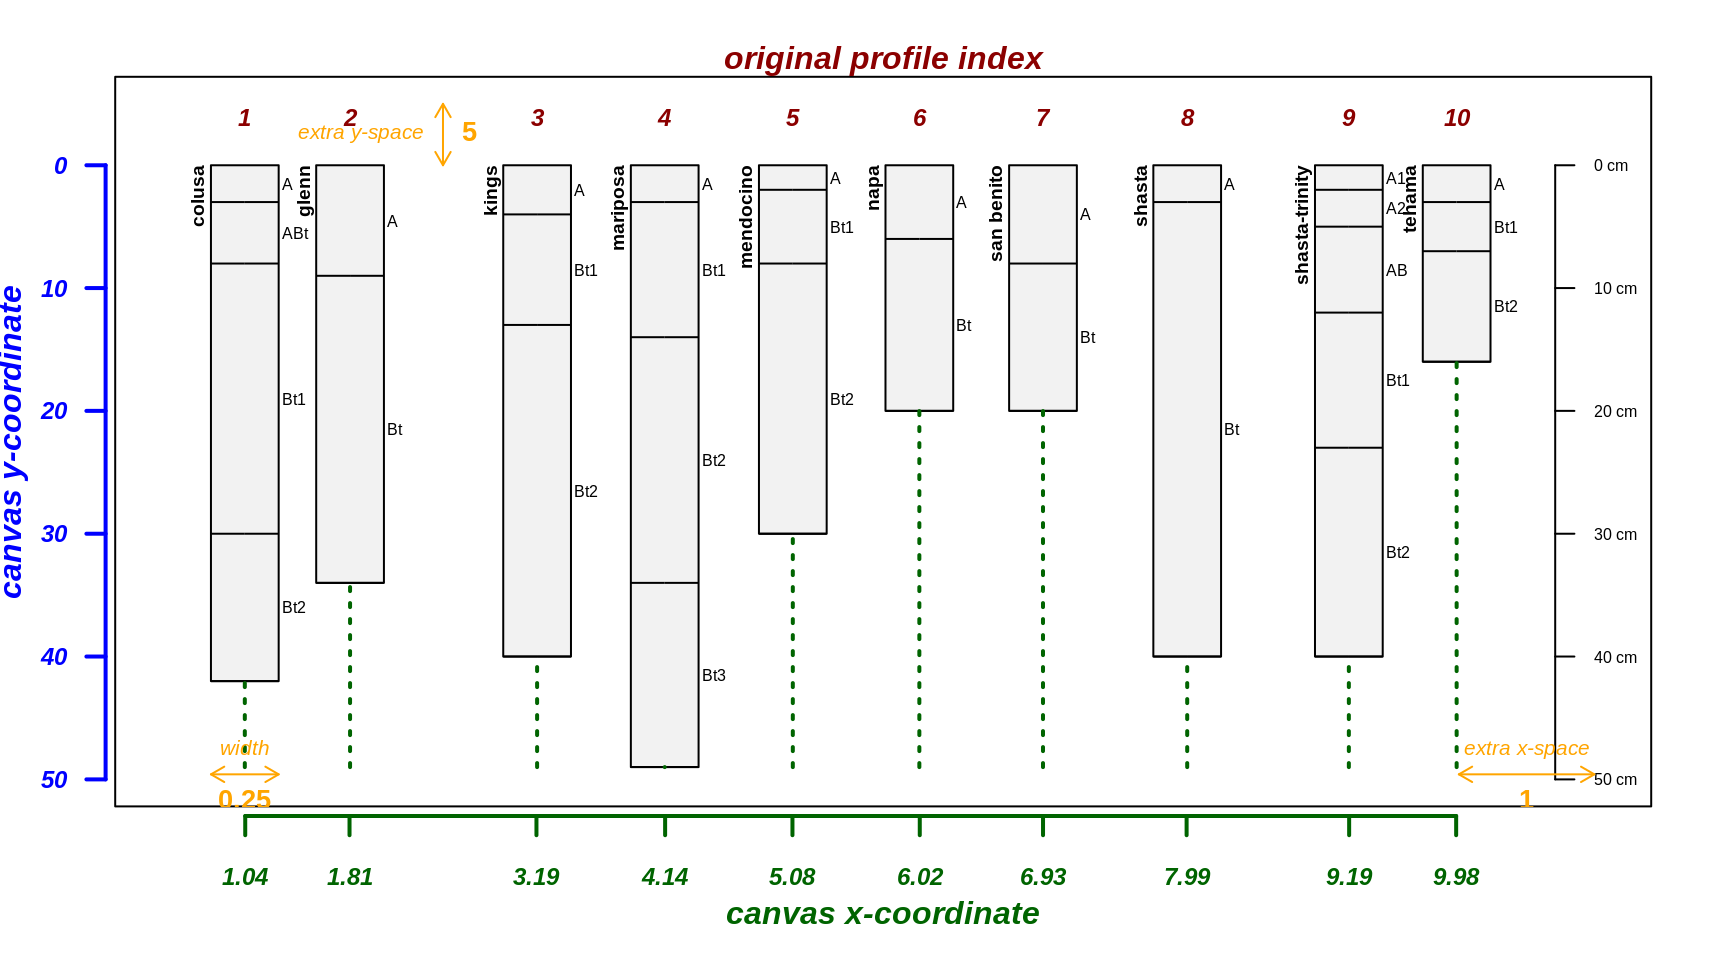 original profile index
1 2 3 4 5 6 7 8 9 10
extra y-space 5
canvas y-coordinate
0
10
20
30
40
50
colusa
A
ABt
Bt1
Bt2
glenn
A
Bt
kings
A
Bt1
Bt2
mariposa
A
Bt1
Bt2
Bt3
mendocino
A
Bt1
Bt2
napa
A
Bt
san benito
A
Bt
shasta
A
Bt
shasta-trinity
A1
A2
AB
Bt1
Bt2
tehama
A
Bt1
Bt2
0 cm
10 cm
20 cm
30 cm
40 cm
50 cm
width
0.25
extra x-space
1
1.04 1.81 3.19 4.14 5.08 6.02 6.93 7.99 9.19 9.98
canvas x-coordinate